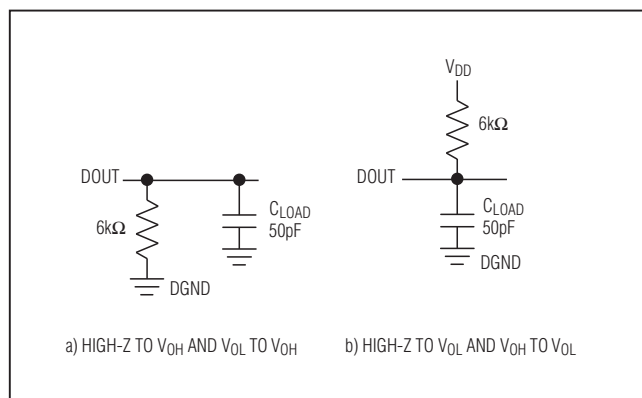 DOUT
6kΩ
DGND
CLOAD
50pF
a) HIGH-Z TO VOH AND VOL TO VOH
VDD
6kΩ
DOUT
CLOAD
50pF
DGND
b) HIGH-Z TO VOL AND VOH TO VOL